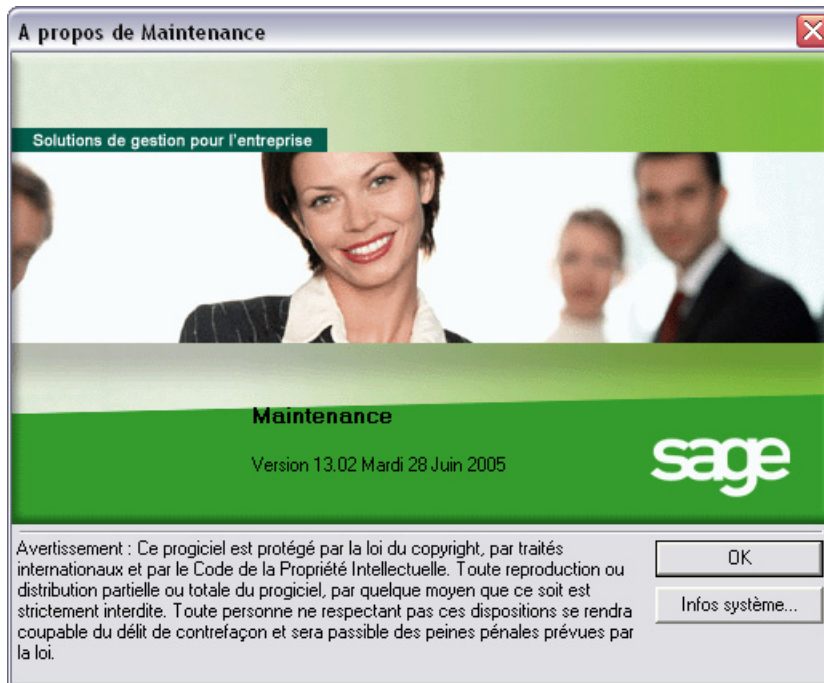 A propos de Maintenance
Solutions de gestion pour l'entreprise
Maintenance
Version 13.02 Mardi 28 Juin 2005
sage
Avertissement : Ce progiciel est protégé par la loi du copyright, par traités
internationaux et par le Code de la Propriété Intellectuelle. Toute reproduction ou
distribution partielle ou totale du progiciel, par quelque moyen que ce soit est
strictement interdite. Toute personne ne respectant pas ces dispositions se rendra
coupable du délit de contrefaçon et sera passible des peines pénales prévues par
la loi.
OK
Infos système...